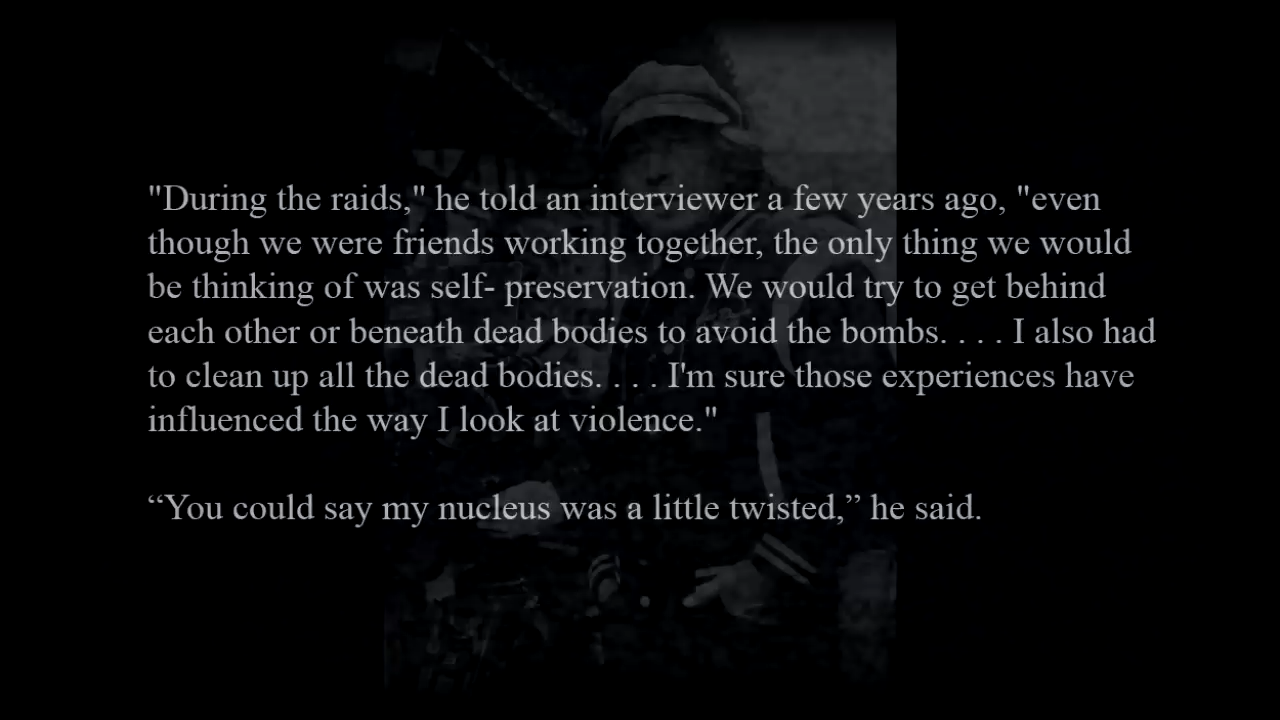 "During the raids," he told an interviewer a few years ago, "even
though we were friends working together, the only thing we would
be thinking of was self- preservation. We would try to get behind
each other or beneath dead bodies to avoid the bombs. . . . I also had
to clean up all the dead bodies. . . . I'm sure those experiences have
influenced the way I look at violence."
“You could say my nucleus was a little twisted,” he said.